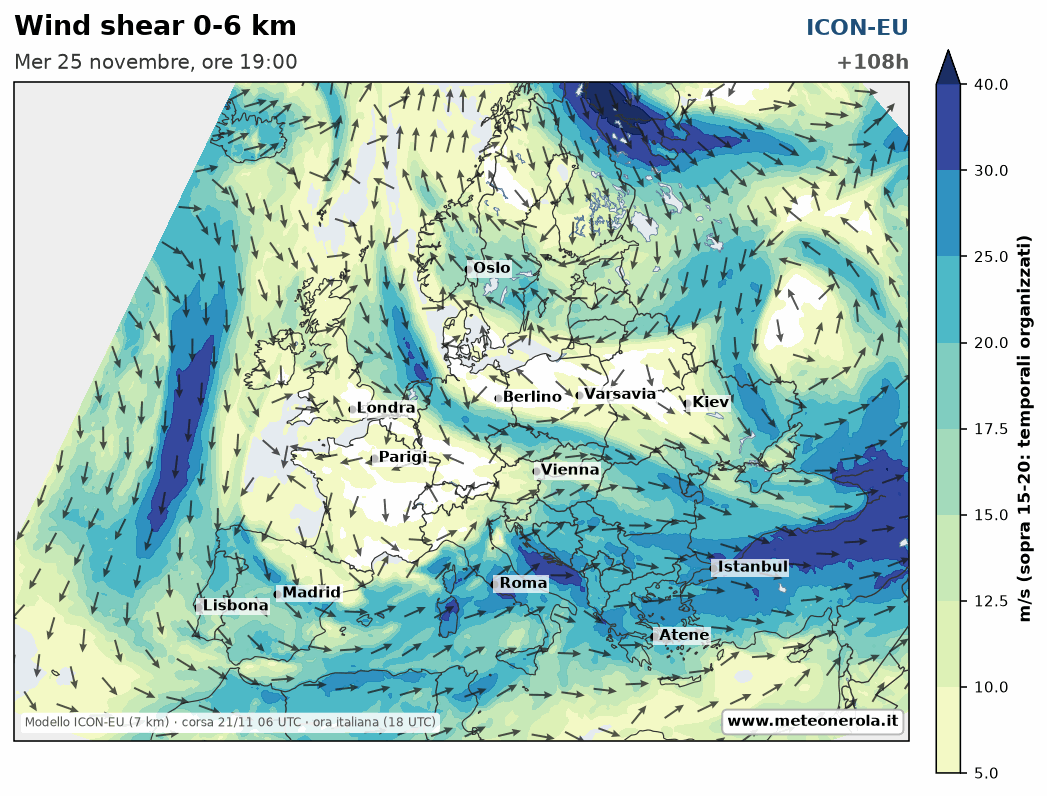 Wind shear 0-6 km
ICON-EU
Mer 25 novembre, ore 19:00
+108h
40.0
30.0
25.0
20.0
17.5
15.0
12.5
10.0
5.0
m/s (sopra 15-20: temporali organizzati)
Oslo
Berlino
Varsavia
Kiev
Londra
Parigi
Vienna
Istanbul
Roma
Madrid
Lisbona
Atene
Modello ICON-EU (7 km) · corsa 21/11 06 UTC · ora italiana (18 UTC)
www.meteonerola.it